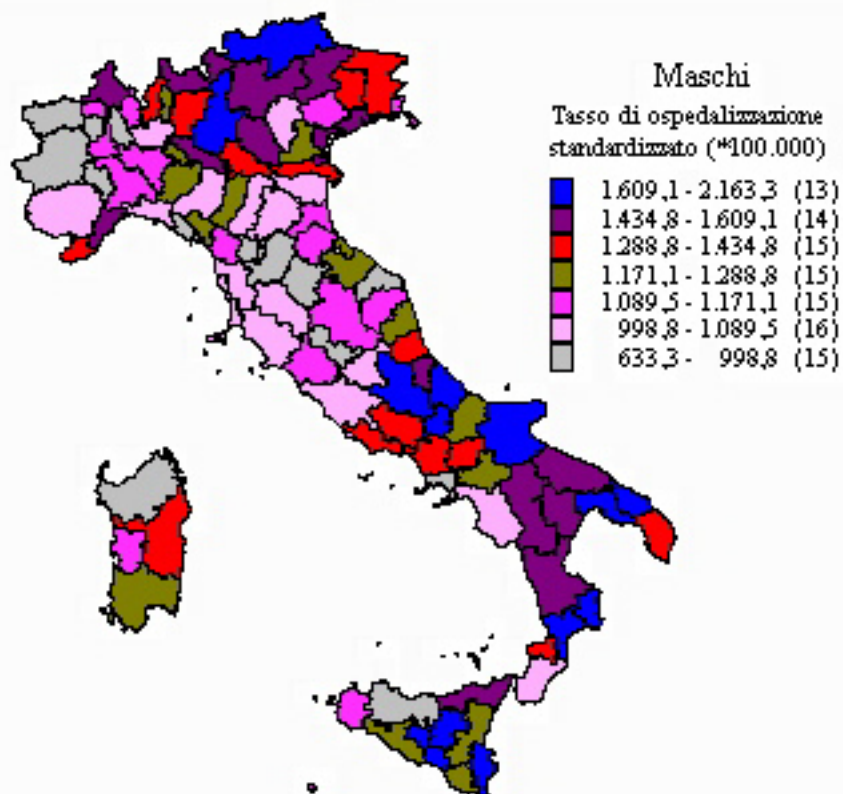 Maschi
Tasso di ospedalizzazione
standardizzato (*100.000)
1.609,1 - 2.163,3 (13)
1.434,8 - 1.609,1 (14)
1.288,8 - 1.434,8 (15)
1.171,1 - 1.288,8 (15)
1.089,5 - 1.171,1 (15)
998,8 - 1.089,5 (16)
633,3 - 998,8 (15)